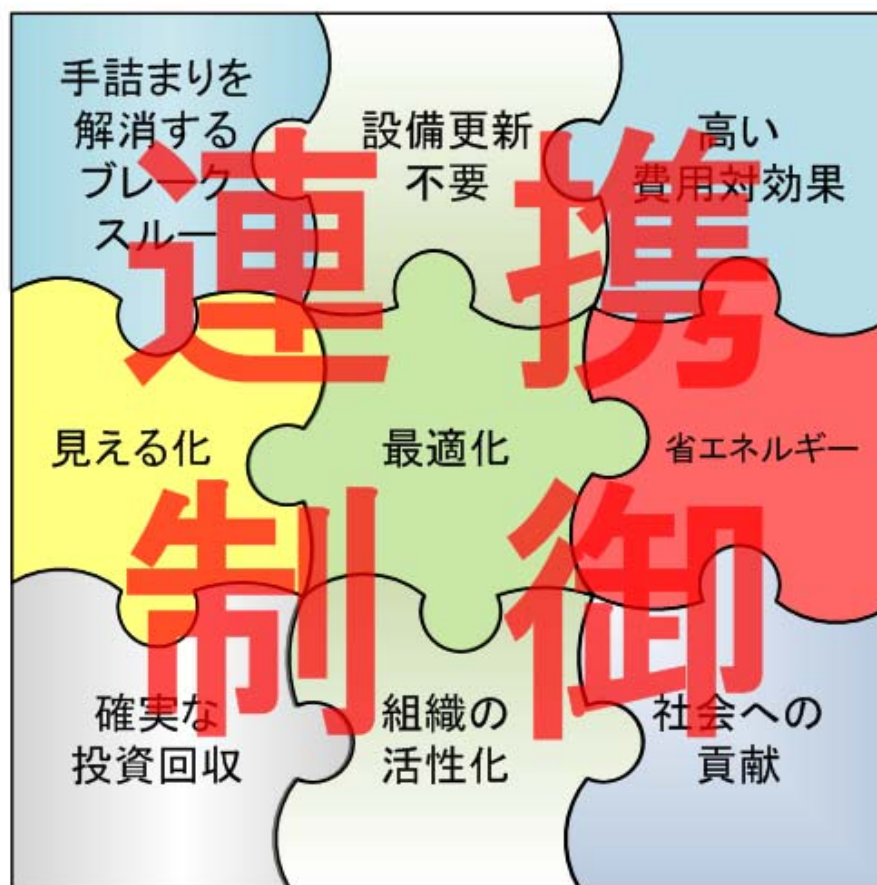 手詰まりを
解消する
ブレーク
スルー
設備更新
不要
高い
費用対効果
連携
見える化
最適化
省エネルギー
制御
確実な
投資回収
組織の
活性化
社会への
貢献